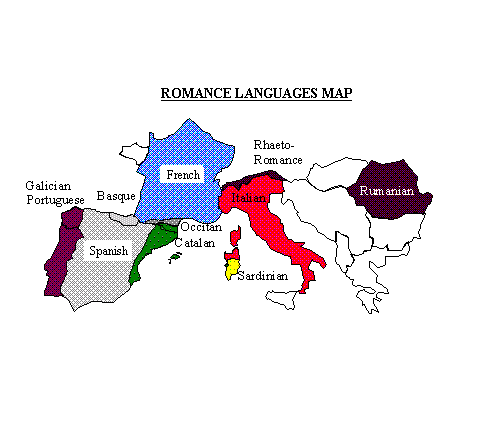 ROMANCE LANGUAGES MAP
Rhaeto-
Romance
French
Galician
Portuguese
Basque
Italian
Rumanian
Occitan
Catalan
Spanish
Sardinian